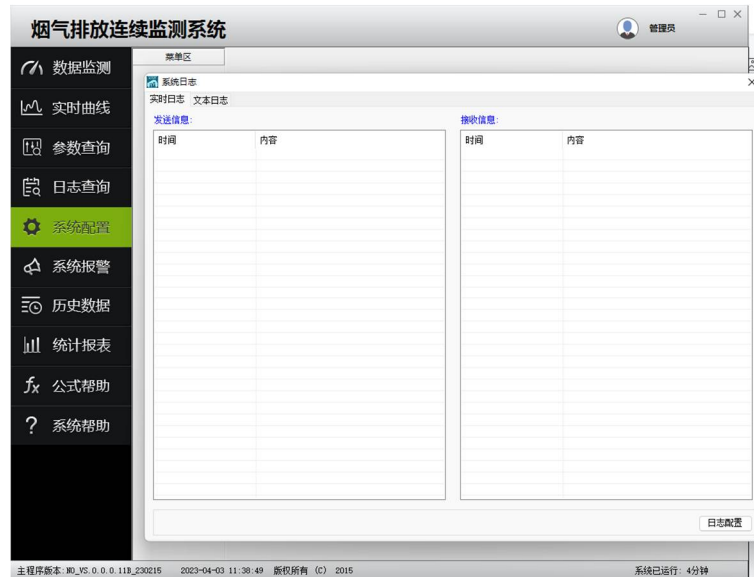 烟气排放连续监测系统
管理员
数据监测
实时曲线
参数查询
日志查询
系统配置
系统报警
历史数据
统计报表
公式帮助
系统帮助
菜单区
系统日志
实时日志 文本日志
发送信息:
时间 内容
接收信息:
时间 内容
日志配置
主程序版本:NO_VS.0.0.0.11B_230215 2023-04-03 11:38:49 版权所有 (C) 2015 系统已运行: 4分钟